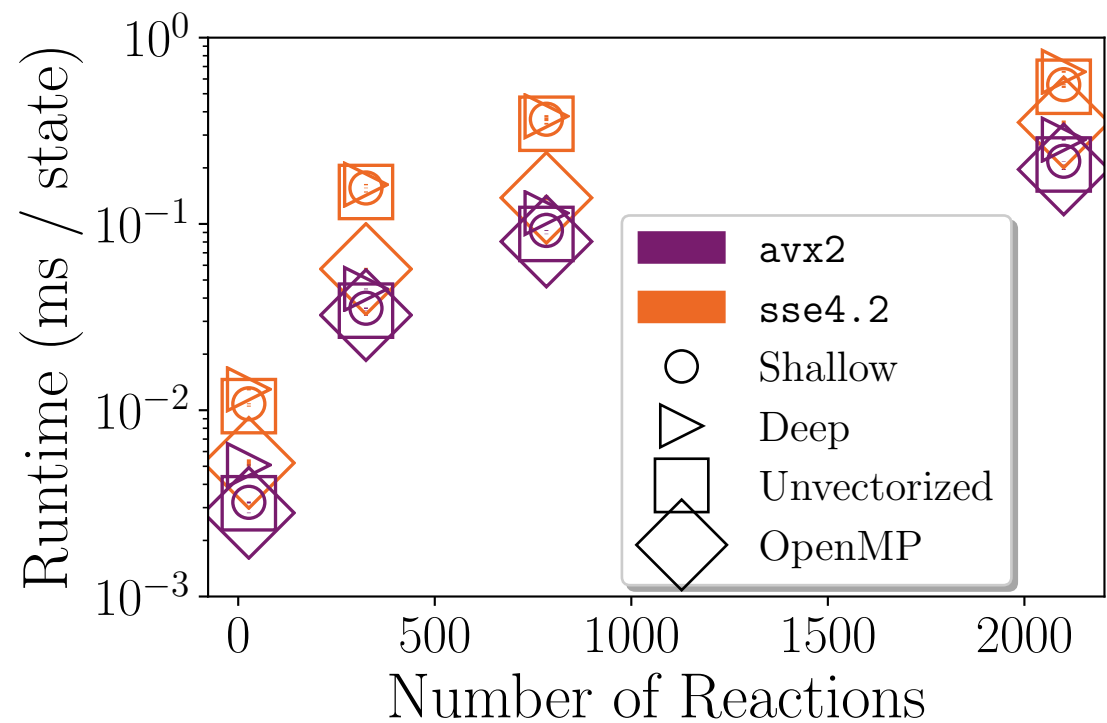 10^0
10^{-1}
10^{-2}
10^{-3}
Runtime (ms / state)
avx2
sse4.2
Shallow
Deep
Unvectorized
OpenMP
0 500 1000 1500 2000
Number of Reactions